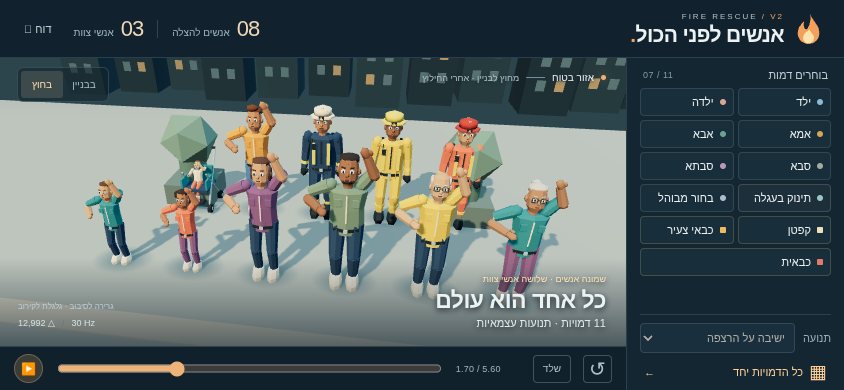 FIRE RESCUE / V2
אנשים לפני הכול.
08 אנשים להצלה
03 אנשי צוות
דוח
בוחרים דמות
07 / 11
ילד
ילדה
אמא
אבא
סבא
סבתא
תינוק בעגלה
בחור מבוהל
קפטן
כבאי צעיר
כבאית
תנועה
ישיבה על הרצפה
כל הדמויות יחד
←
אזור בטוח
מחוץ לבניין · אחרי החילוץ
בבניין
בחוץ
שמונה אנשים · שלושה אנשי צוות
כל אחד הוא עולם
11 דמויות · תנועות עצמאיות
גרירה לסיבוב · גלגלת לקירוב
12,992 △
30 Hz
1.70 / 5.60
שלד